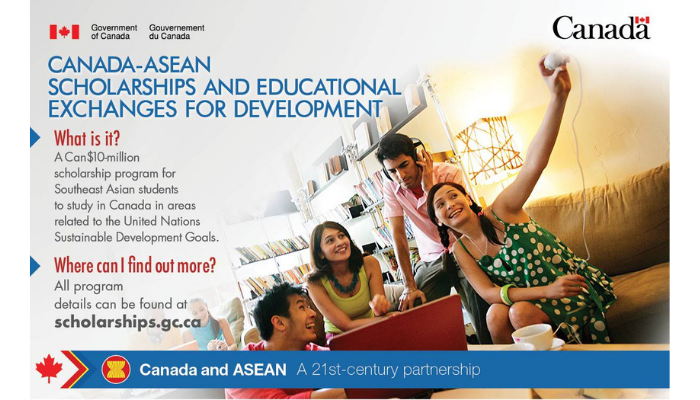 Government of Canada
Gouvernement du Canada
Canada
CANADA-ASEAN
SCHOLARSHIPS AND EDUCATIONAL
EXCHANGES FOR DEVELOPMENT
What is it?
A Can$10-million
scholarship program for
Southeast Asian students
to study in Canada in areas
related to the United Nations
Sustainable Development Goals.
Where can I find out more?
All program
details can be found at
scholarships.gc.ca
Canada and ASEAN A 21st-century partnership